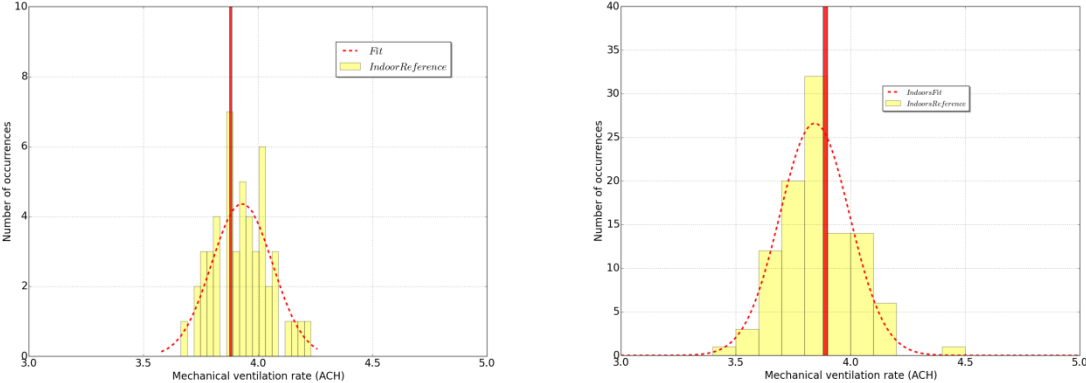 10
8
6
4
2
0
3.0 3.5 4.0 4.5 5.0
Number of occurrences
Mechanical ventilation rate (ACH)
Fit
IndoorReference
40
35
30
25
20
15
10
5
0
3.0 3.5 4.0 4.5 5.0
Number of occurrences
Mechanical ventilation rate (ACH)
IndoorsFit
IndoorsReference